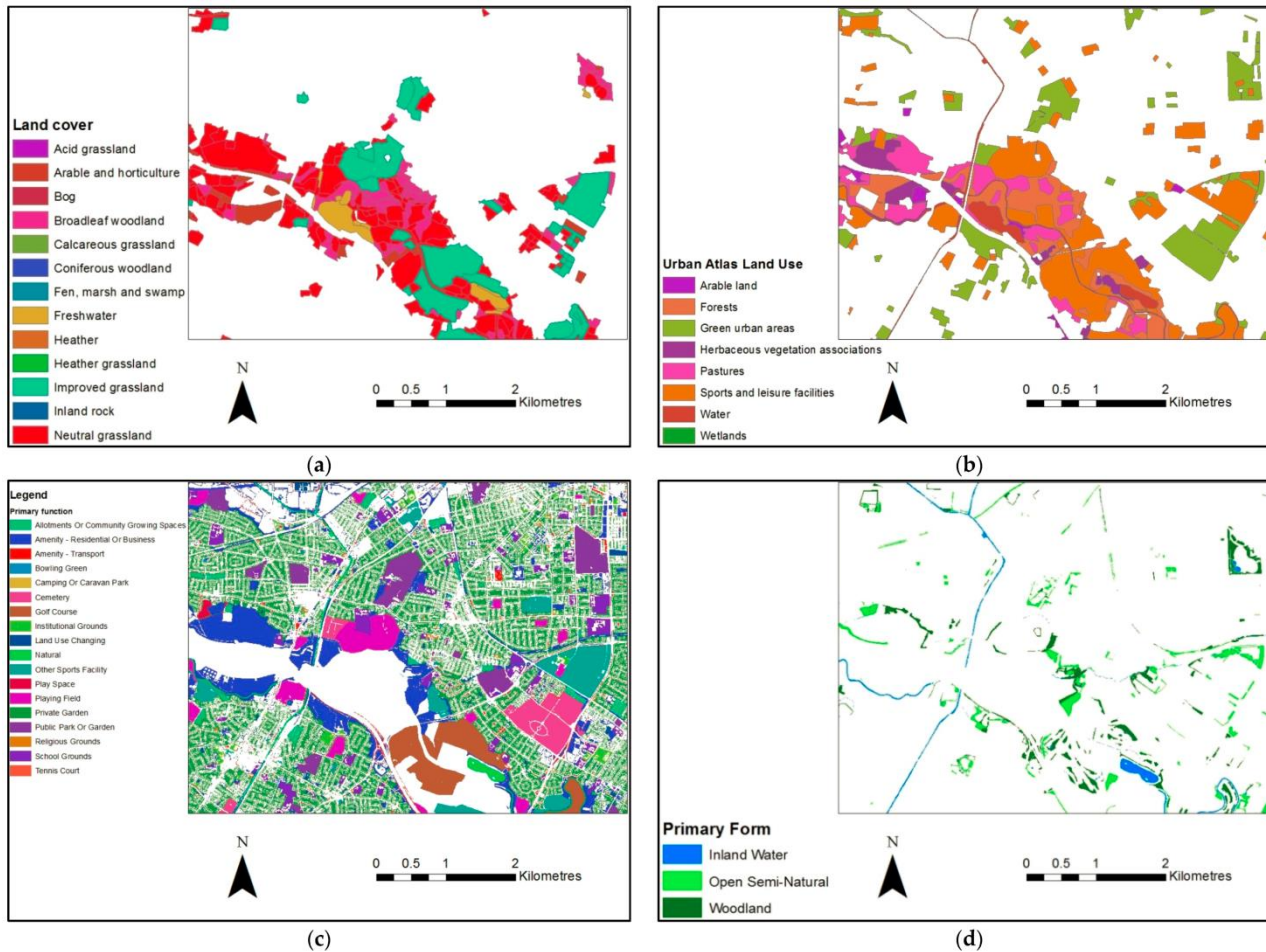 Land cover
Acid grassland
Arable and horticulture
Bog
Broadleaf woodland
Calcareous grassland
Coniferous woodland
Fen, marsh and swamp
Freshwater
Heather
Heather grassland
Improved grassland
Inland rock
Neutral grassland
N
0 0.5 1 2
Kilometres
(a)
Urban Atlas Land Use
Arable land
Forests
Green urban areas
Herbaceous vegetation associations
Pastures
Sports and leisure facilities
Water
Wetlands
N
0 0.5 1 2
Kilometres
(b)
Legend
Primary function
Allotments Or Community Growing Spaces
Amenity - Residential Or Business
Amenity - Transport
Bowling Green
Camping Or Caravan Park
Cemetery
Golf Course
Institutional Grounds
Land Use Changing
Natural
Other Sports Facility
Play Space
Playing Field
Private Garden
Public Park Or Garden
Religious Grounds
School Grounds
Tennis Court
N
0 0.5 1 2
Kilometres
(c)
Primary Form
Inland Water
Open Semi-Natural
Woodland
N
0 0.5 1 2
Kilometres
(d)